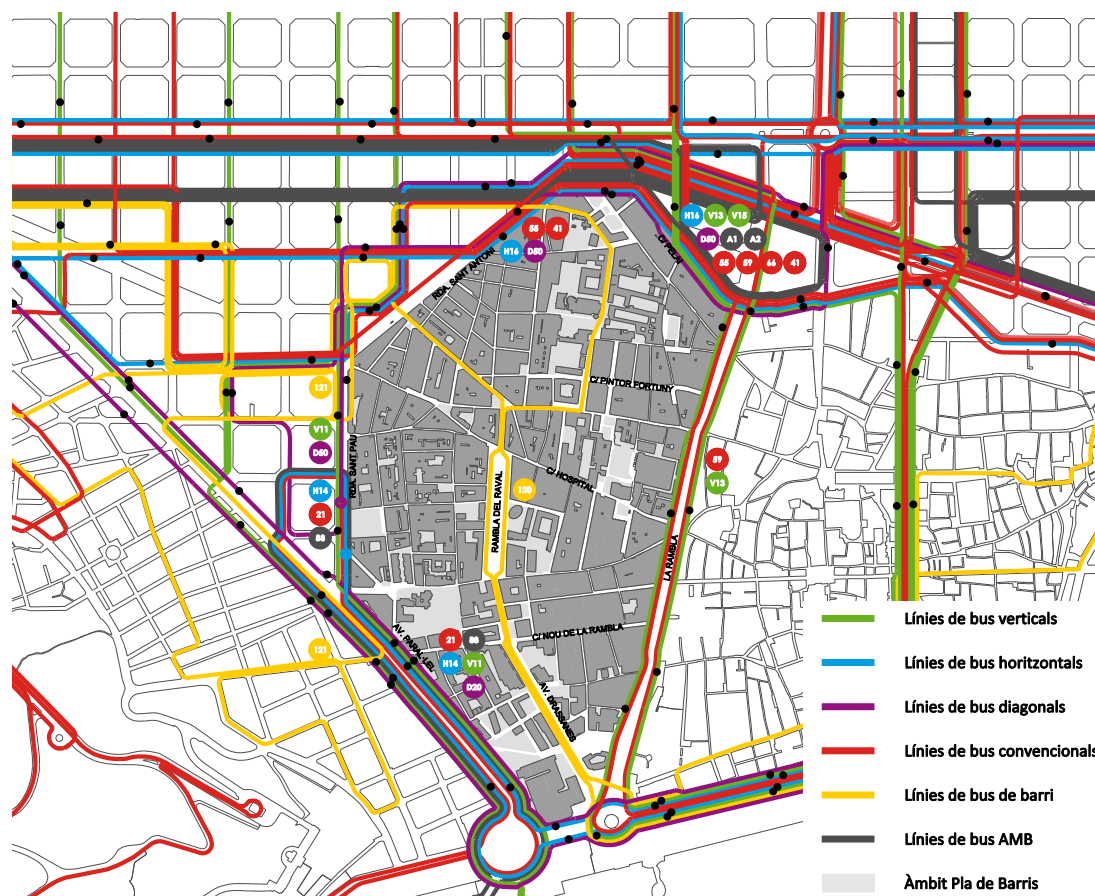 H16 V13 V15
D50 A1 A2
55 59 66 41
55 41
H16 D50
C/ PELAI
RDA. SANT ANTONI
C/ PINTOR FORTUNY
121
V11
D50
RDA. SANT PAU
59
V13
C/ HOSPITAL
120
H14
21
88
RAMBLA DEL RAVAL
LA RAMBLA
C/ NOU DE LA RAMBLA
AV. PARAL·LEL
21 88
H14 V11
D20
121
AV. DRASSANES
Línies de bus verticals
Línies de bus horitzontals
Línies de bus diagonals
Línies de bus convencionals
Línies de bus de barri
Línies de bus AMB
Àmbit Pla de Barris